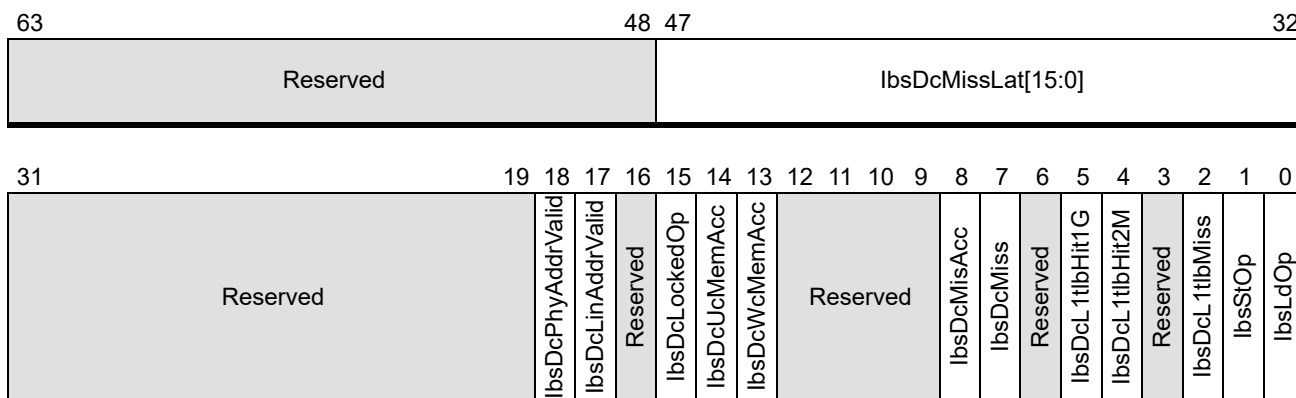 63 48 47 32
Reserved IbsDcMissLat[15:0]
31 19 18 17 16 15 14 13 12 11 10 9 8 7 6 5 4 3 2 1 0
Reserved
IbsDcPhyAddrValid
IbsDcLinAddrValid
Reserved
IbsDcLockedOp
IbsDcUcMemAcc
IbsDcWcMemAcc
Reserved
IbsDcMisAcc
IbsDcMiss
Reserved
IbsDcL1tlbHit1G
IbsDcL1tlbHit2M
Reserved
IbsDcL1tlbMiss
IbsStOp
IbsLdOp